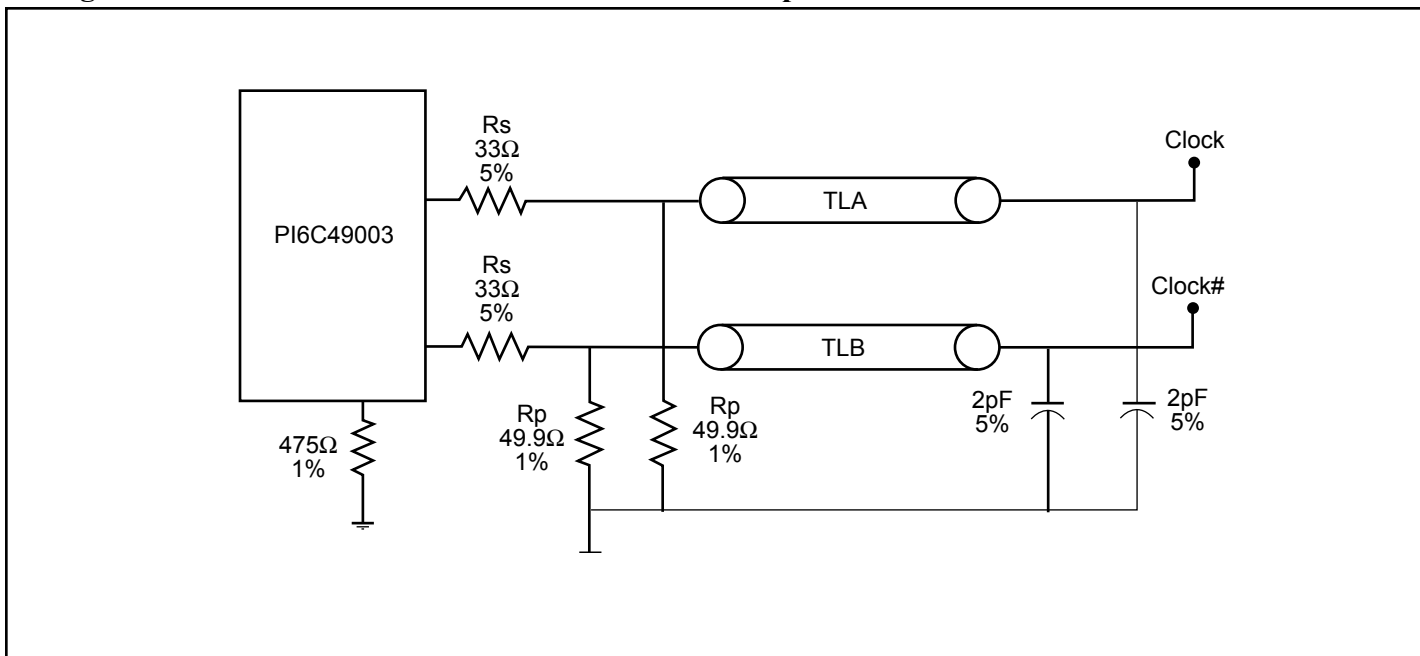 Rs
33Ω
5%
Clock
TLA
PI6C49003
Rs
33Ω
5%
Clock#
TLB
475Ω
1%
Rp
49.9Ω
1%
Rp
49.9Ω
1%
2pF
5%
2pF
5%